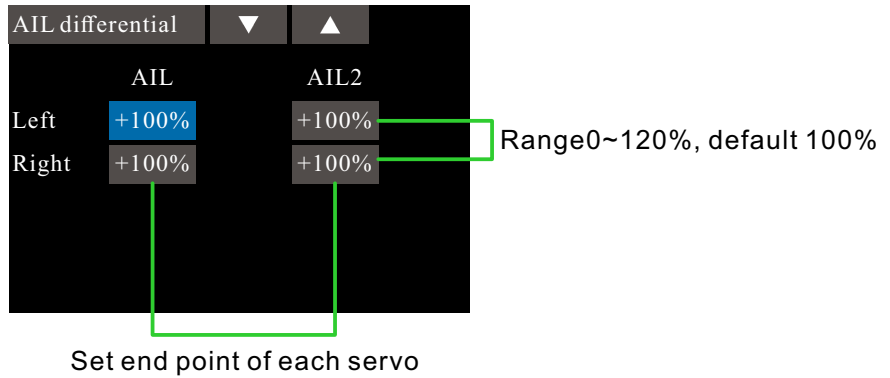 AIL differential ▼ ▲
AIL AIL2
Left +100% +100%
Right +100% +100%
Range0~120%, default 100%
Set end point of each servo